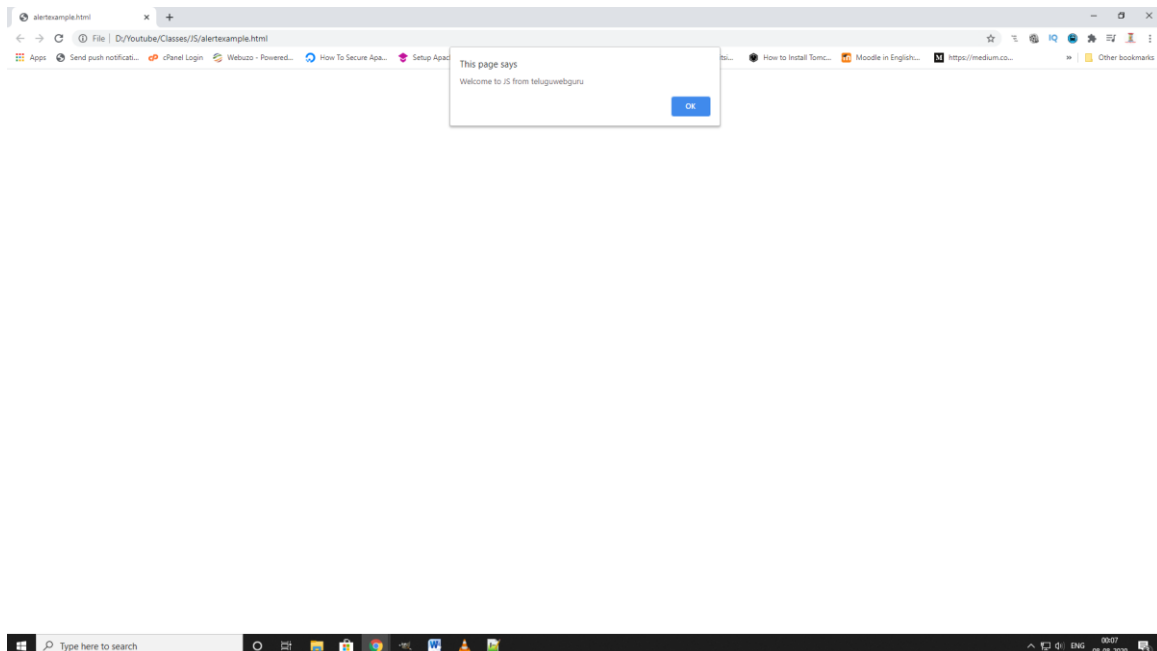 alertexample.html
File | D:/Youtube/Classes/JS/alertexample.html
Apps Send push notificati... cPanel Login Webuzo - Powered... How To Secure Apa... Setup Apac How to Install Tomc... Moodle in English:... https://medium.co... Other bookmarks
This page says
Welcome to JS from teluguwebguru
OK
Type here to search
ENG 00:07